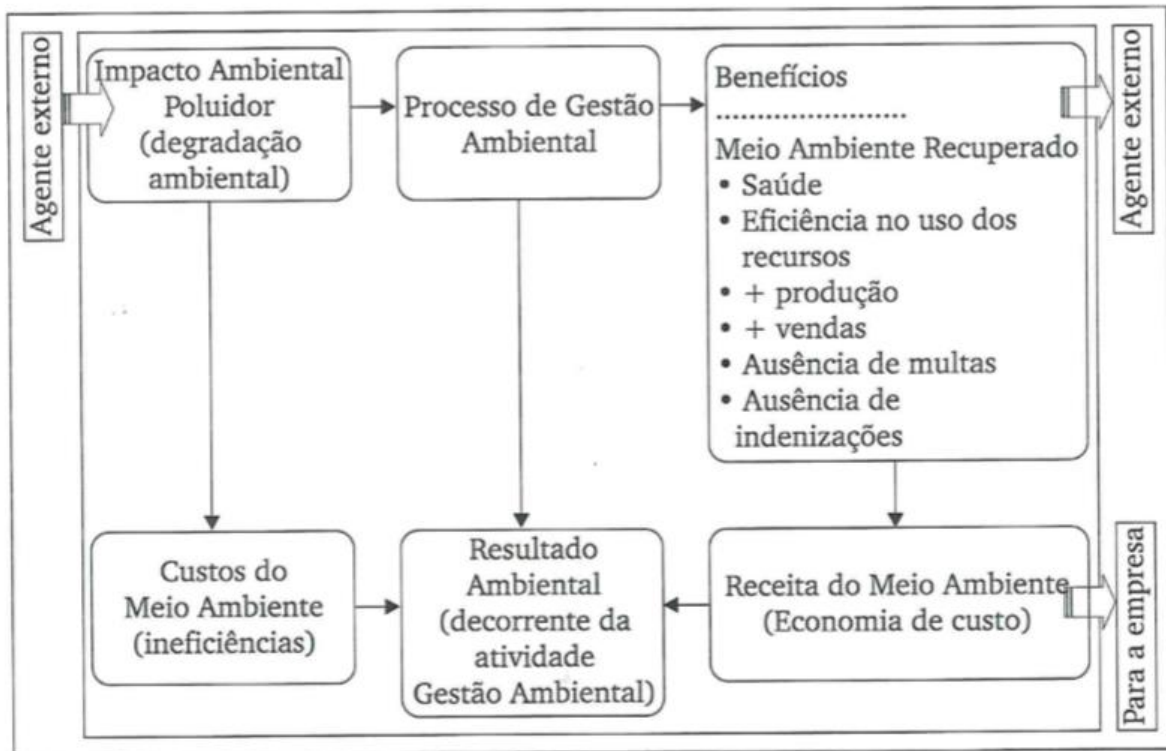 Agente externo
Impacto Ambiental
Poluidor
(degradação
ambiental)
Processo de Gestão
Ambiental
Benefícios
......................
Meio Ambiente Recuperado
• Saúde
• Eficiência no uso dos
recursos
• + produção
• + vendas
• Ausência de multas
• Ausência de
indenizações
Agente externo
Custos do
Meio Ambiente
(ineficiências)
Resultado
Ambiental
(decorrente da
atividade
Gestão Ambiental)
Receita do Meio Ambiente
(Economia de custo)
Para a empresa